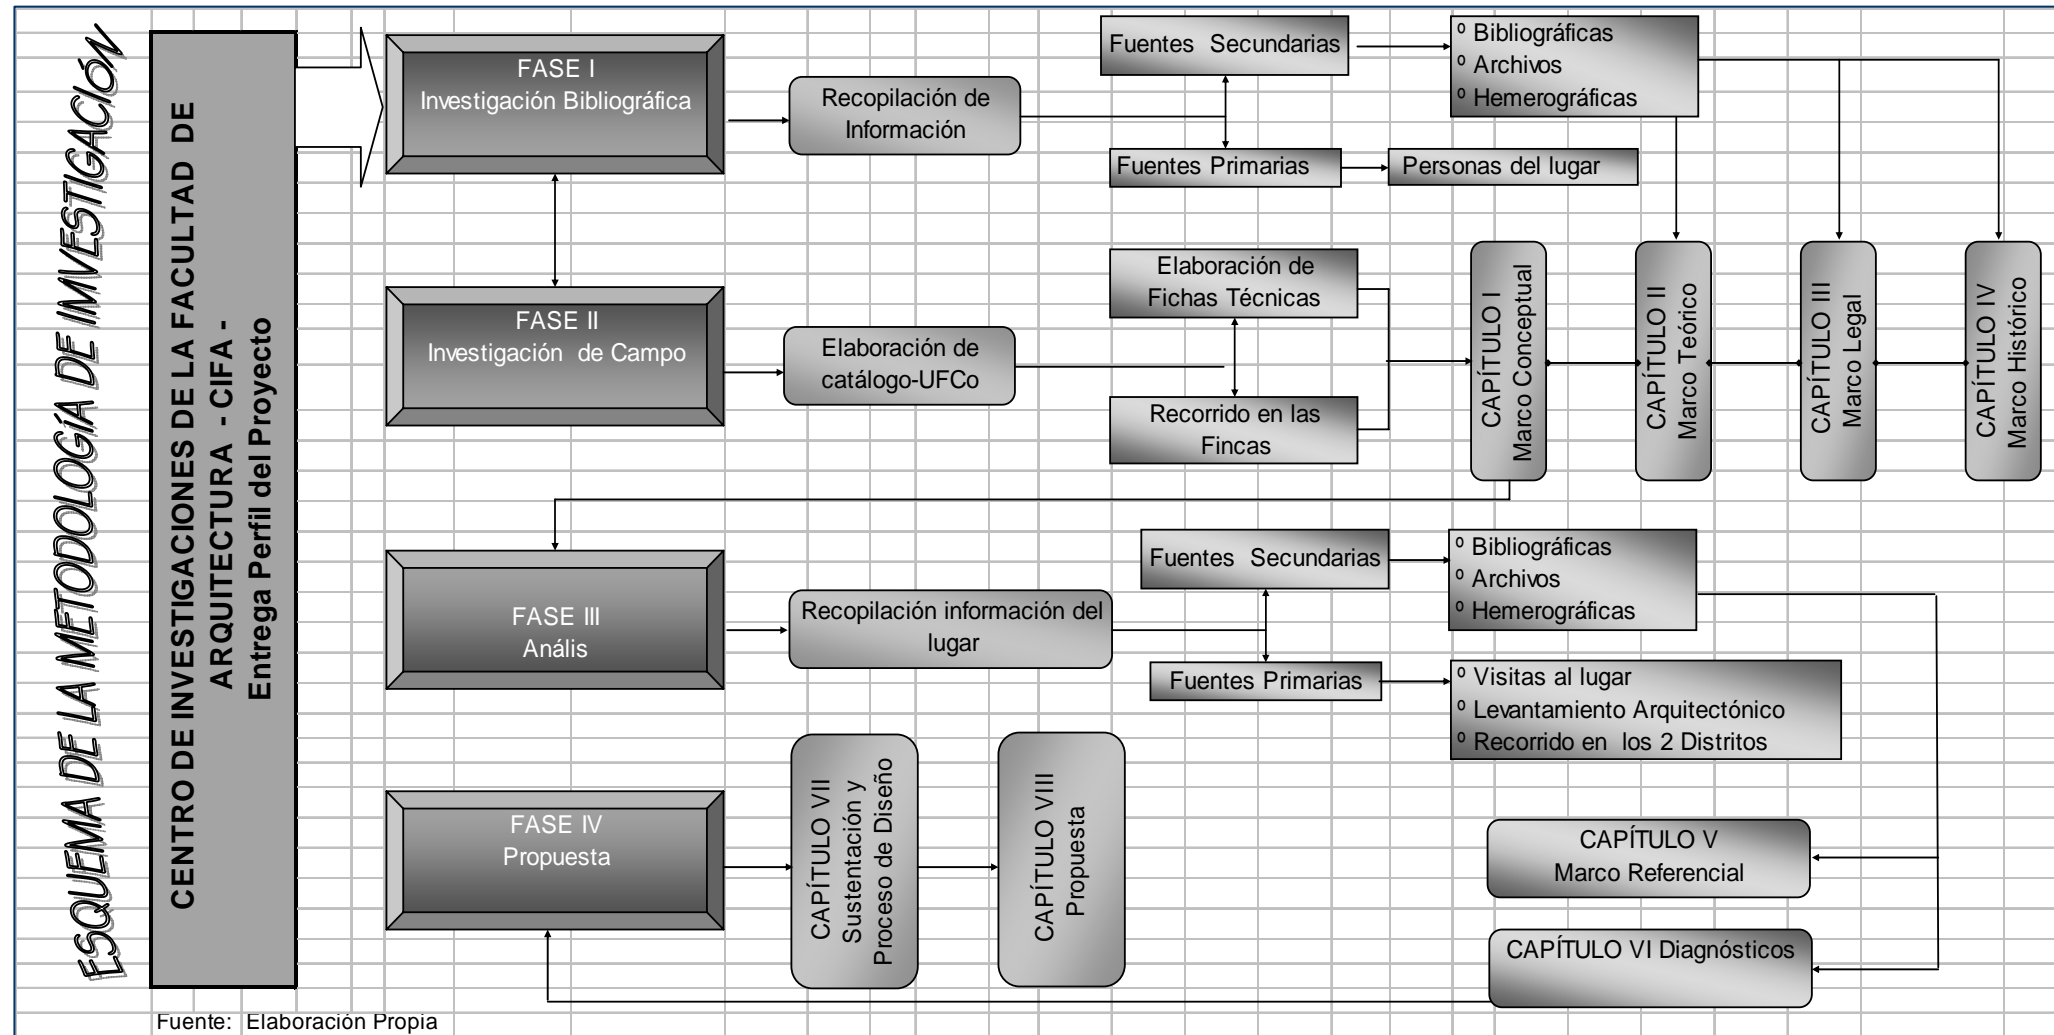 ESQUEMA DE LA METODOLOGÍA DE IMVESTIGACIÓN
CENTRO DE INVESTIGACIONES DE LA FACULTAD DE
ARQUITECTURA - CIFA -
Entrega Perfil del Proyecto
FASE I
Investigación Bibliográfica
Recopilación de
Información
Fuentes Secundarias
º Bibliográficas
º Archivos
º Hemerográficas
Fuentes Primarias
Personas del lugar
FASE II
Investigación de Campo
Elaboración de
catálogo-UFCo
Elaboración de
Fichas Técnicas
Recorrido en las
Fincas
CAPÍTULO I
Marco Conceptual
CAPÍTULO II
Marco Teórico
CAPÍTULO III
Marco Legal
CAPÍTULO IV
Marco Histórico
FASE III
Anális
Recopilación información del
lugar
Fuentes Secundarias
º Bibliográficas
º Archivos
º Hemerográficas
Fuentes Primarias
º Visitas al lugar
º Levantamiento Arquitectónico
º Recorrido en los 2 Distritos
FASE IV
Propuesta
CAPÍTULO VII
Sustentación y
Proceso de Diseño
CAPÍTULO VIII
Propuesta
CAPÍTULO V
Marco Referencial
CAPÍTULO VI Diagnósticos
Fuente: Elaboración Propia